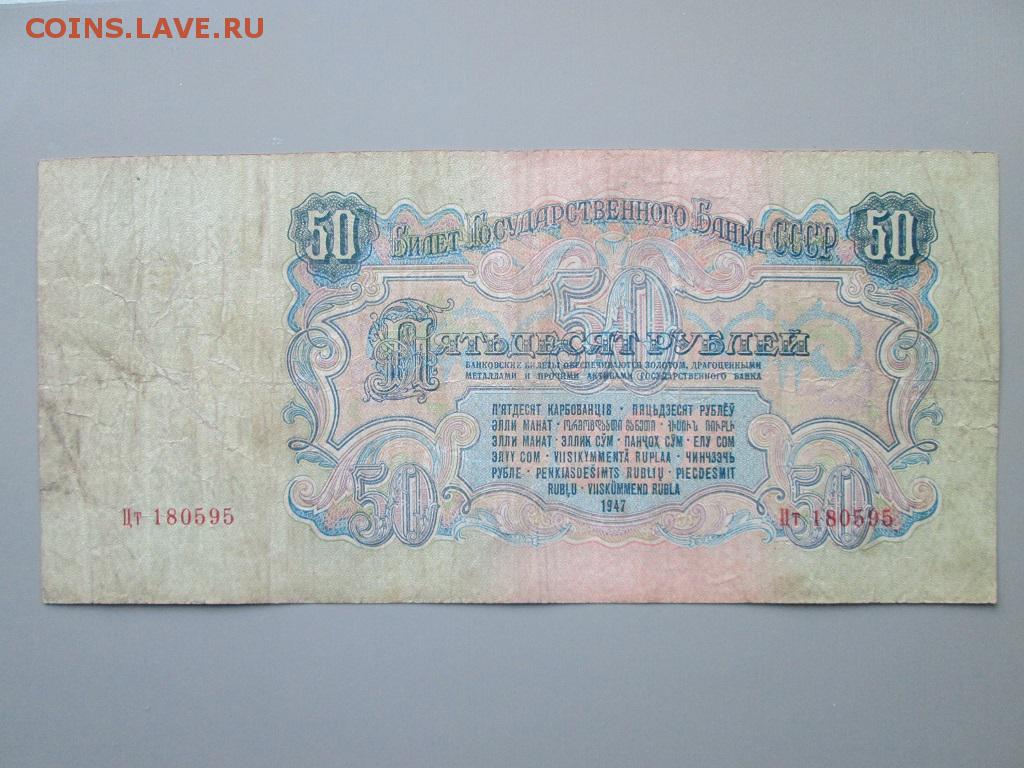 COINS.LAVE.RU
50 БИЛЕТ ГОСУДАРСТВЕННОГО БАНКА СССР 50
50
ПЯТЬДЕСЯТ РУБЛЕЙ
БАНКОВСКИЕ БИЛЕТЫ ОБЕСПЕЧИВАЮТСЯ ЗОЛОТОМ, ДРАГОЦЕННЫМИ
МЕТАЛЛАМИ И ПРОЧИМИ АКТИВАМИ ГОСУДАРСТВЕННОГО БАНКА
П'ЯТДЕСЯТ КАРБОВАНЦІВ · ПЯЦЬДЗЕСЯТ РУБЛЁЎ
ЭЛЛИ МАНАТ ·
ЭЛЛИ МАНАТ · ЭЛЛИК СЎМ · ПАНҶОҲ СЎМ · ЕЛУ СОМ
ЭЛҮҮ СОМ · VIISIKYMMENTÄ RUPLAA · ЧИНЧЗЭЧЬ
РУБЛЕ · PENKIASDEŠIMTS RUBLIŲ · PIECDESMIT
RUBĻU · VIISKÜMMEND RUBLA
1947
50 50
Цт 180595 Цт 180595